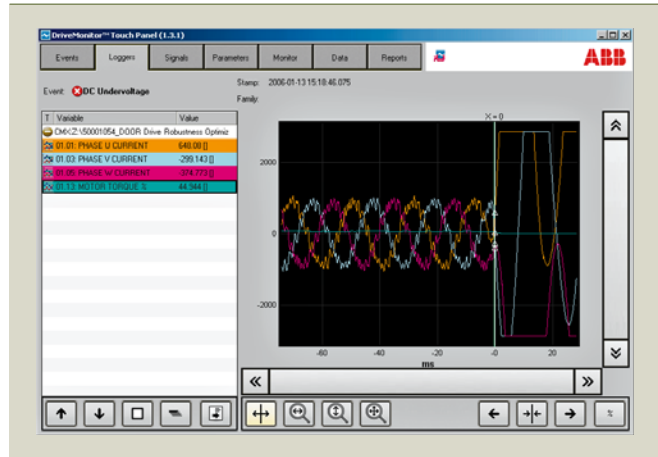 DriveMonitor™ Touch Panel (1.3.1)
Events Loggers Signals Parameters Monitor Data Reports ABB
Event: DC Undervoltage
Stamp: 2006-01-13 15:18:46.075
Family:
T Variable Value
CMXZ:\50001054_DOOR Drive Robustness Optimiz
01.01: PHASE U CURRENT 648.08 []
01.03: PHASE V CURRENT -299.143 []
01.05: PHASE W CURRENT -374.773 []
01.13: MOTOR TORQUE % 44.944 []
X = 0
2000
0
-2000
-60 -40 -20 -0 20
ms
%